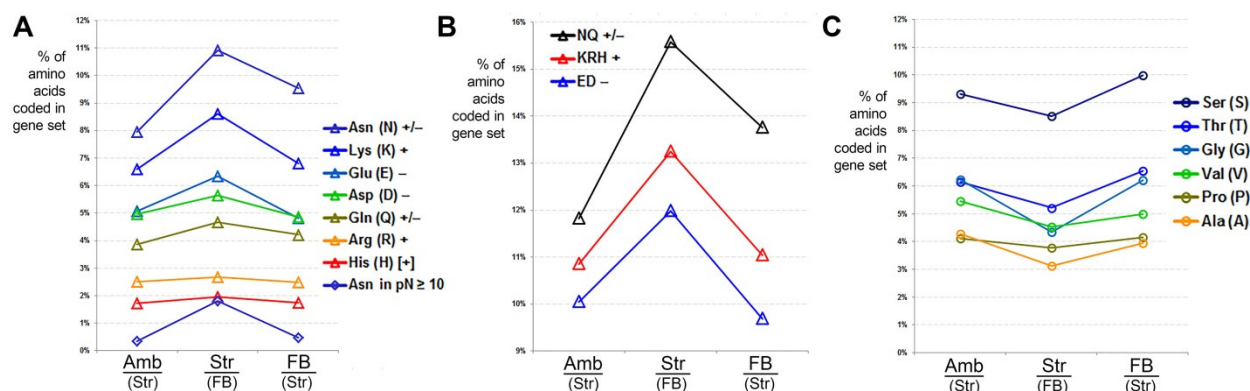 A
% of
amino
acids
coded in
gene set
12%
11%
10%
9%
8%
7%
6%
5%
4%
3%
2%
1%
0%
Asn (N) +/–
Lys (K) +
Glu (E) –
Asp (D) –
Gln (Q) +/–
Arg (R) +
His (H) [+]
Asn in pN ≥ 10
Amb
(Str)
Str
(FB)
FB
(Str)
B
% of
amino
acids
coded in
gene set
16%
15%
14%
13%
12%
11%
10%
9%
NQ +/–
KRH +
ED –
Amb
(Str)
Str
(FB)
FB
(Str)
C
% of
amino
acids
coded in
gene set
12%
11%
10%
9%
8%
7%
6%
5%
4%
3%
2%
1%
0%
Ser (S)
Thr (T)
Gly (G)
Val (V)
Pro (P)
Ala (A)
Amb
(Str)
Str
(FB)
FB
(Str)